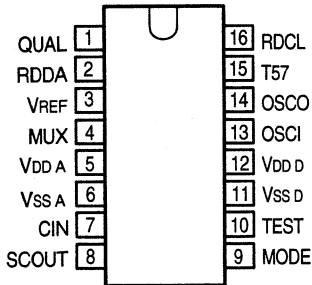 QUAL 1 16 RDCL
RDDA 2 15 T57
VREF 3 14 OSCO
MUX 4 13 OSCI
VDD A 5 12 VDD D
VSS A 6 11 VSS D
CIN 7 10 TEST
SCOUT 8 9 MODE